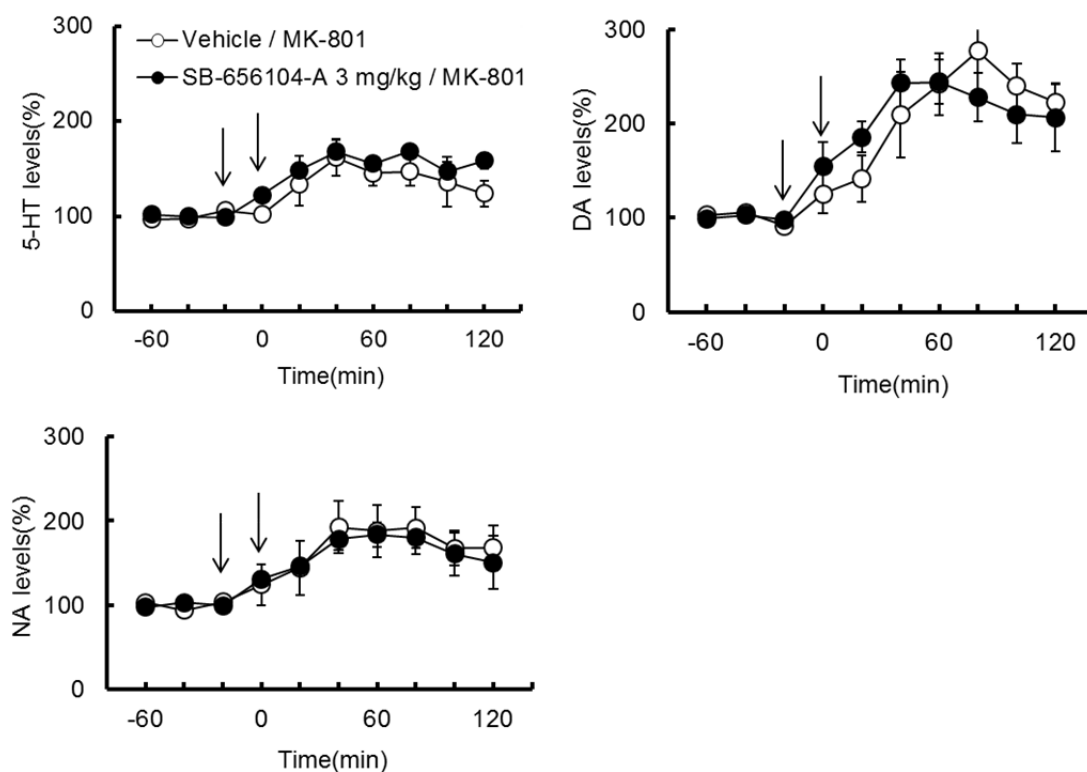 300
200
100
0
5-HT levels(%)
Vehicle / MK-801
SB-656104-A 3 mg/kg / MK-801
-60 0 60 120
Time(min)
300
200
100
0
DA levels(%)
-60 0 60 120
Time(min)
300
200
100
0
NA levels(%)
-60 0 60 120
Time(min)